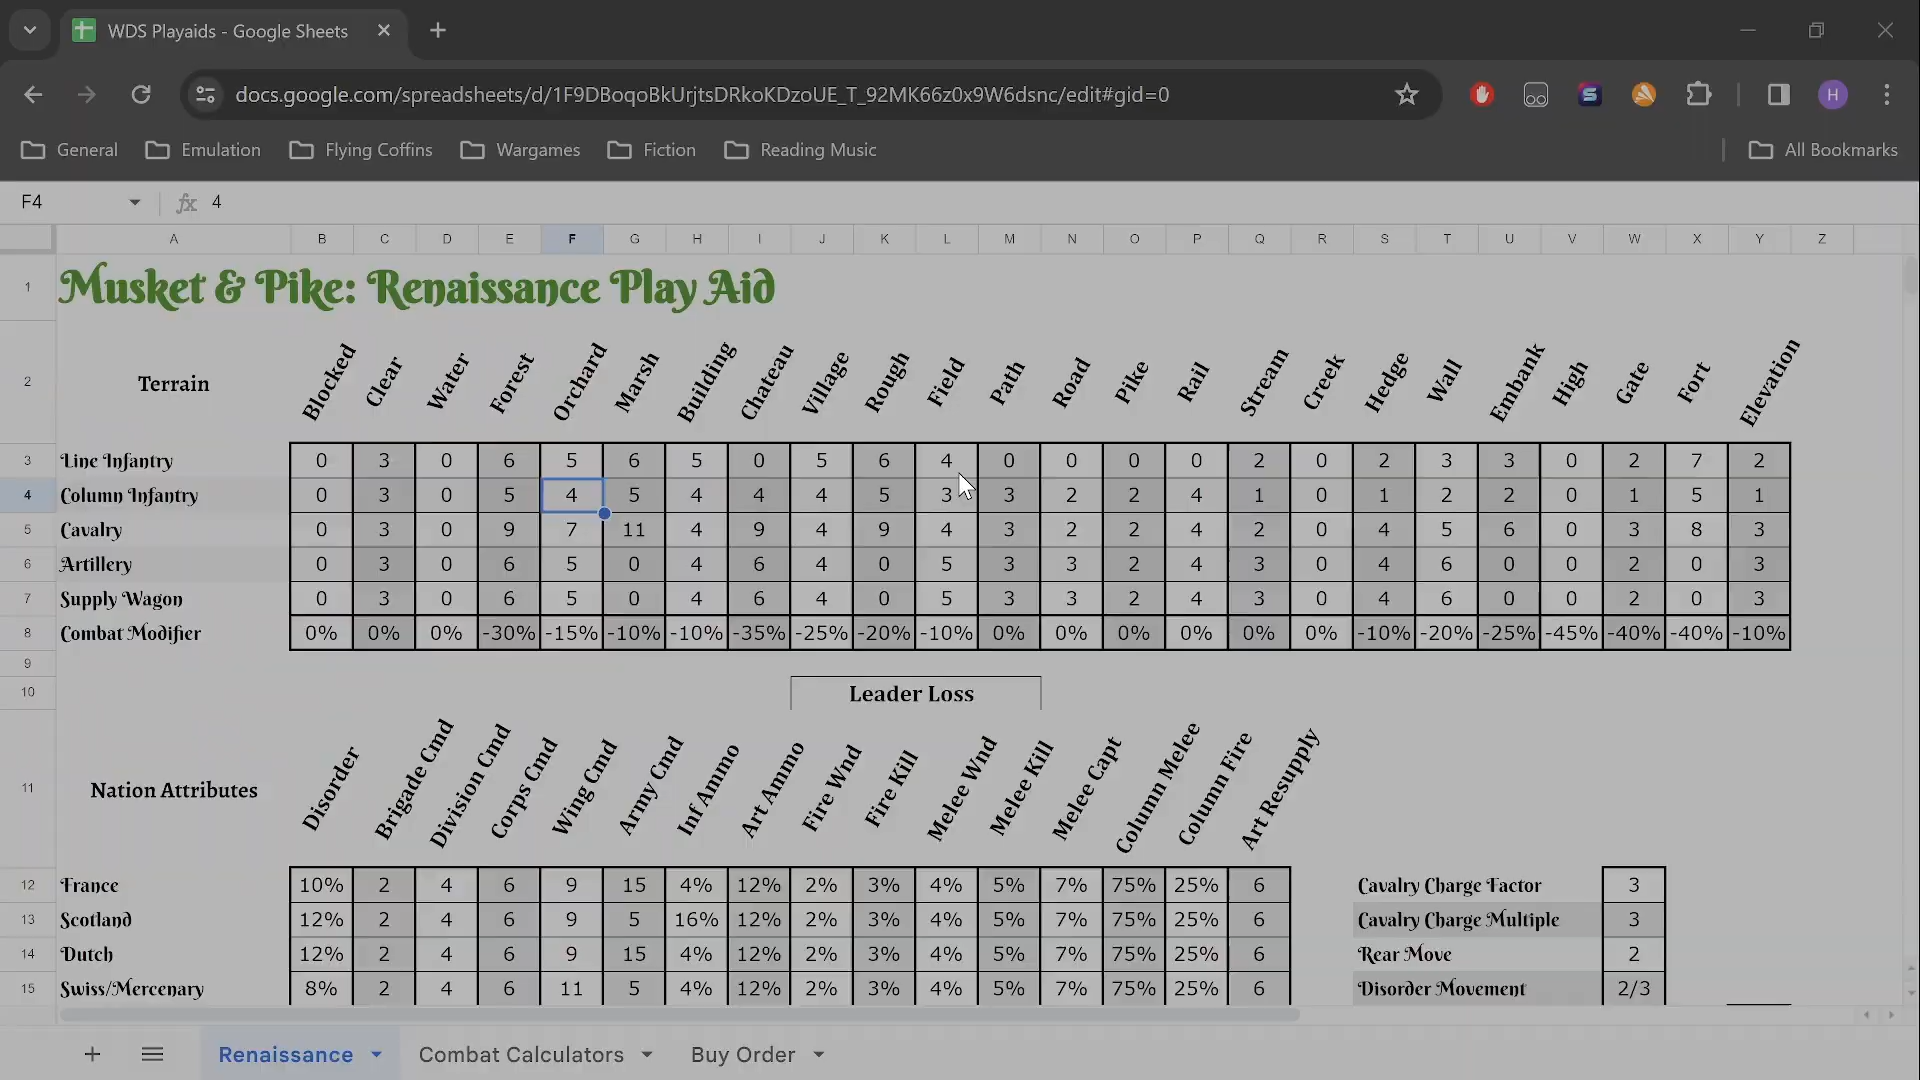 WDS Playaids - Google Sheets
docs.google.com/spreadsheets/d/1F9DBoqoBkUrjtsDRkoKDzoUE_T_92MK66z0x9W6dsnc/edit#gid=0
H
General Emulation Flying Coffins Wargames Fiction Reading Music All Bookmarks
F4 fx 4
A B C D E F G H I J K L M N O P Q R S T U V W X Y Z
1 Musket & Pike: Renaissance Play Aid
2 Terrain Blocked Clear Water Forest Orchard Marsh Building Chateau Village Rough Field Path Road Pike Rail Stream Creek Hedge Wall Embank High Gate Fort Elevation
3 Line Infantry 0 3 0 6 5 6 5 0 5 6 4 0 0 0 0 2 0 2 3 3 0 2 7 2
4 Column Infantry 0 3 0 5 4 5 4 4 4 5 3 3 2 2 4 1 0 1 2 2 0 1 5 1
5 Cavalry 0 3 0 9 7 11 4 9 4 9 4 3 2 2 4 2 0 4 5 6 0 3 8 3
6 Artillery 0 3 0 6 5 0 4 6 4 0 5 3 3 2 4 3 0 4 6 0 0 2 0 3
7 Supply Wagon 0 3 0 6 5 0 4 6 4 0 5 3 3 2 4 3 0 4 6 0 0 2 0 3
8 Combat Modifier 0% 0% 0% -30% -15% -10% -10% -35% -25% -20% -10% 0% 0% 0% 0% 0% 0% -10% -20% -25% -45% -40% -40% -10%
9
10 Leader Loss
11 Nation Attributes Disorder Brigade Cmd Division Cmd Corps Cmd Wing Cmd Army Cmd Inf Ammo Art Ammo Fire Wnd Fire Kill Melee Wnd Melee Kill Melee Capt Column Melee Column Fire Art Resupply
12 France 10% 2 4 6 9 15 4% 12% 2% 3% 4% 5% 7% 75% 25% 6 Cavalry Charge Factor 3
13 Scotland 12% 2 4 6 9 5 16% 12% 2% 3% 4% 5% 7% 75% 25% 6 Cavalry Charge Multiple 3
14 Dutch 12% 2 4 6 9 15 4% 12% 2% 3% 4% 5% 7% 75% 25% 6 Rear Move 2
15 Swiss/Mercenary 8% 2 4 6 11 5 4% 12% 2% 3% 4% 5% 7% 75% 25% 6 Disorder Movement 2/3
Renaissance Combat Calculators Buy Order